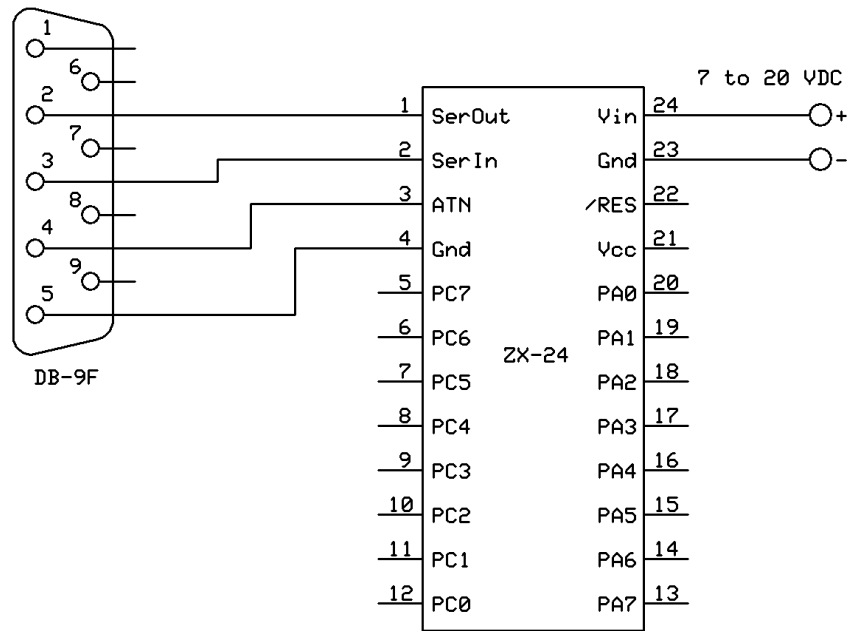 1
6
2
7
3
8
4
9
5
DB-9F
7 to 20 VDC
1 SerOut Vin 24 +
2 SerIn Gnd 23 -
3 ATN /RES 22
4 Gnd Vcc 21
5 PC7 PA0 20
6 PC6 PA1 19
ZX-24
7 PC5 PA2 18
8 PC4 PA3 17
9 PC3 PA4 16
10 PC2 PA5 15
11 PC1 PA6 14
12 PC0 PA7 13